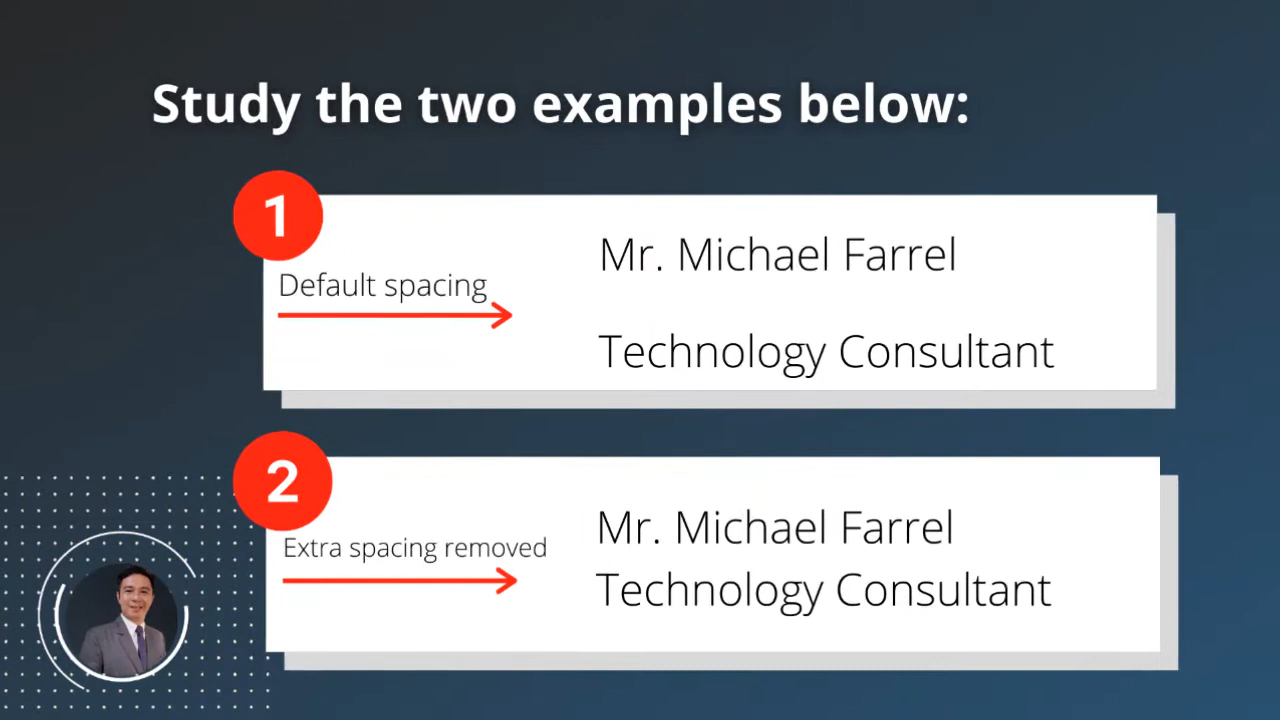 Study the two examples below:
1
Default spacing
Mr. Michael Farrel
Technology Consultant
2
Extra spacing removed
Mr. Michael Farrel
Technology Consultant